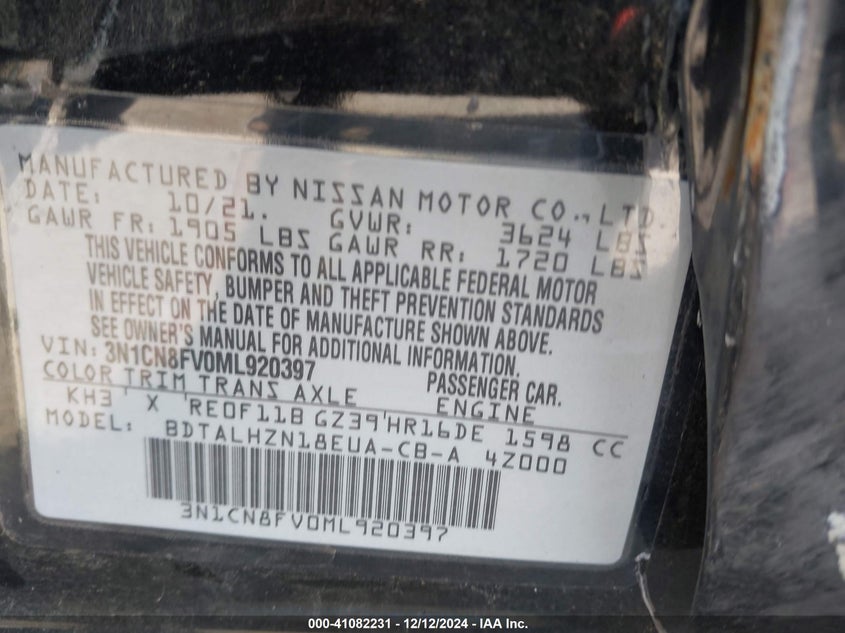 MANUFACTURED BY NISSAN MOTOR CO., LTD
DATE: 10/21. GVWR: 3624 LBS
GAWR FR: 1905 LBS GAWR RR: 1720 LBS
THIS VEHICLE CONFORMS TO ALL APPLICABLE FEDERAL MOTOR
VEHICLE SAFETY, BUMPER AND THEFT PREVENTION STANDARDS
IN EFFECT ON THE DATE OF MANUFACTURE SHOWN ABOVE.
SEE OWNER'S MANUAL FOR ADDITIONAL INFORMATION.
VIN: 3N1CN8FV0ML920397 PASSENGER CAR.
COLOR TRIM TRANS AXLE ENGINE
KH3 X 'RE0F11B GZ39'HR16DE 1598 CC
MODEL: BDTALHZN18EUA-CB-A 4Z000
3N1CN8FV0ML920397
000-41082231 - 12/12/2024 - IAA Inc.